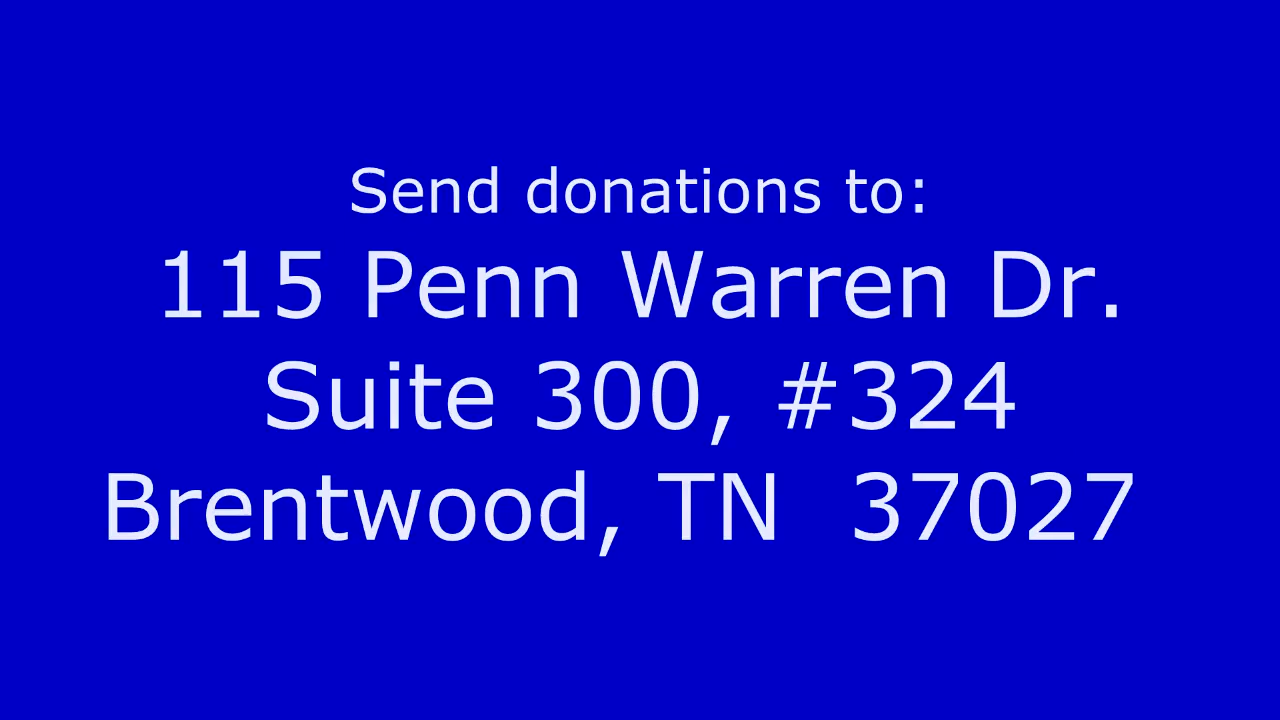 Send donations to:
115 Penn Warren Dr.
Suite 300, #324
Brentwood, TN  37027